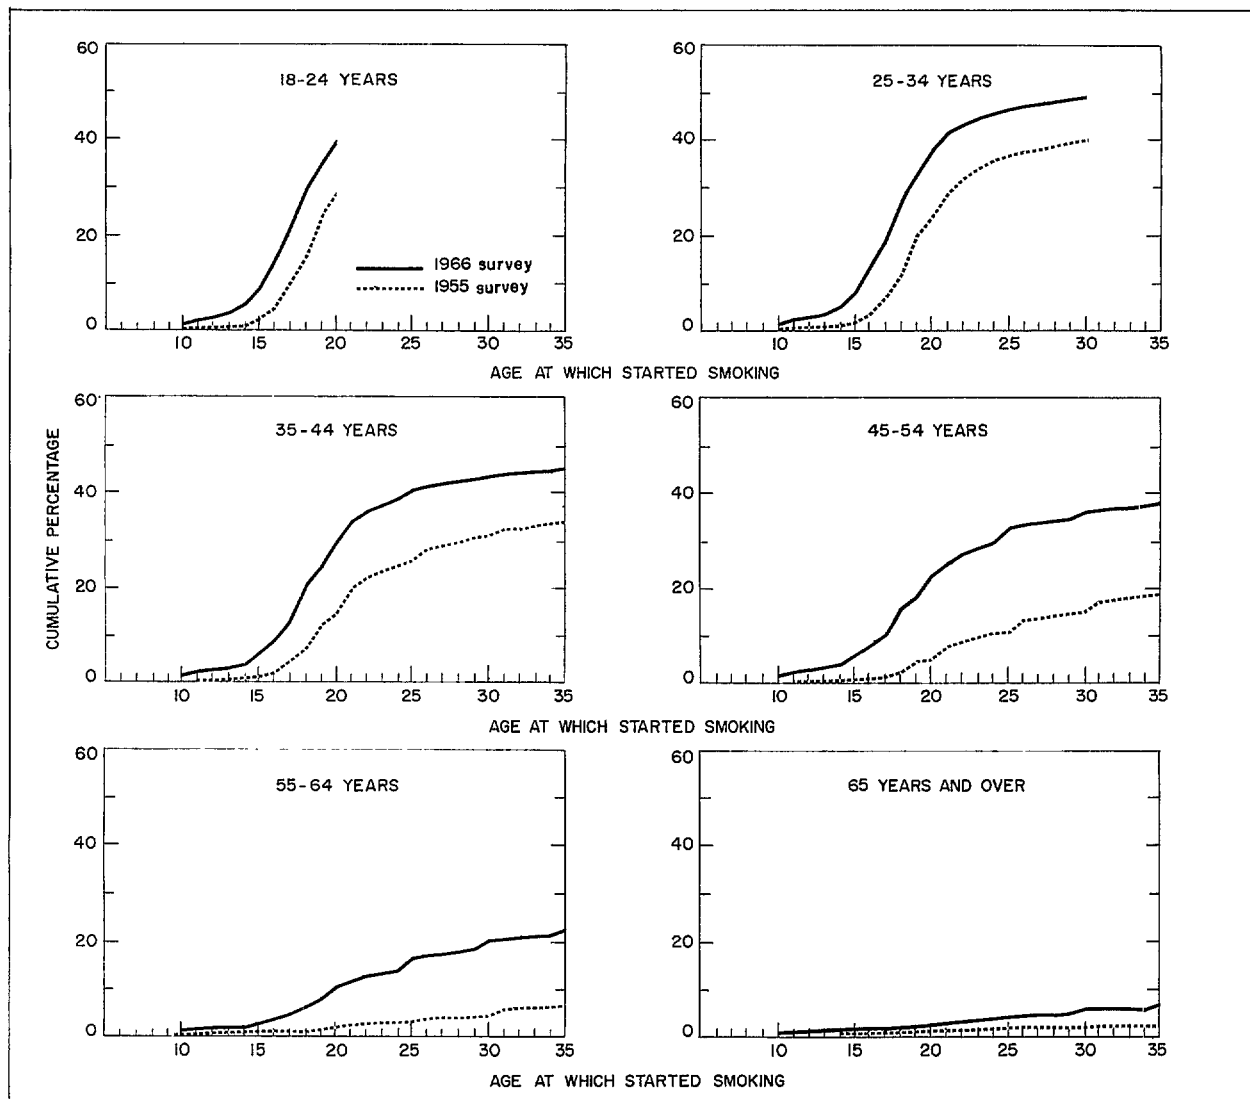 18-24 YEARS
60
40
20
0
1966 survey
1955 survey
10 15 20 25 30 35
25-34 YEARS
60
40
20
0
10 15 20 25 30 35
AGE AT WHICH STARTED SMOKING
CUMULATIVE PERCENTAGE
35-44 YEARS
60
40
20
0
10 15 20 25 30 35
45-54 YEARS
60
40
20
0
10 15 20 25 30 35
AGE AT WHICH STARTED SMOKING
55-64 YEARS
60
40
20
0
10 15 20 25 30 35
65 YEARS AND OVER
60
40
20
0
10 15 20 25 30 35
AGE AT WHICH STARTED SMOKING